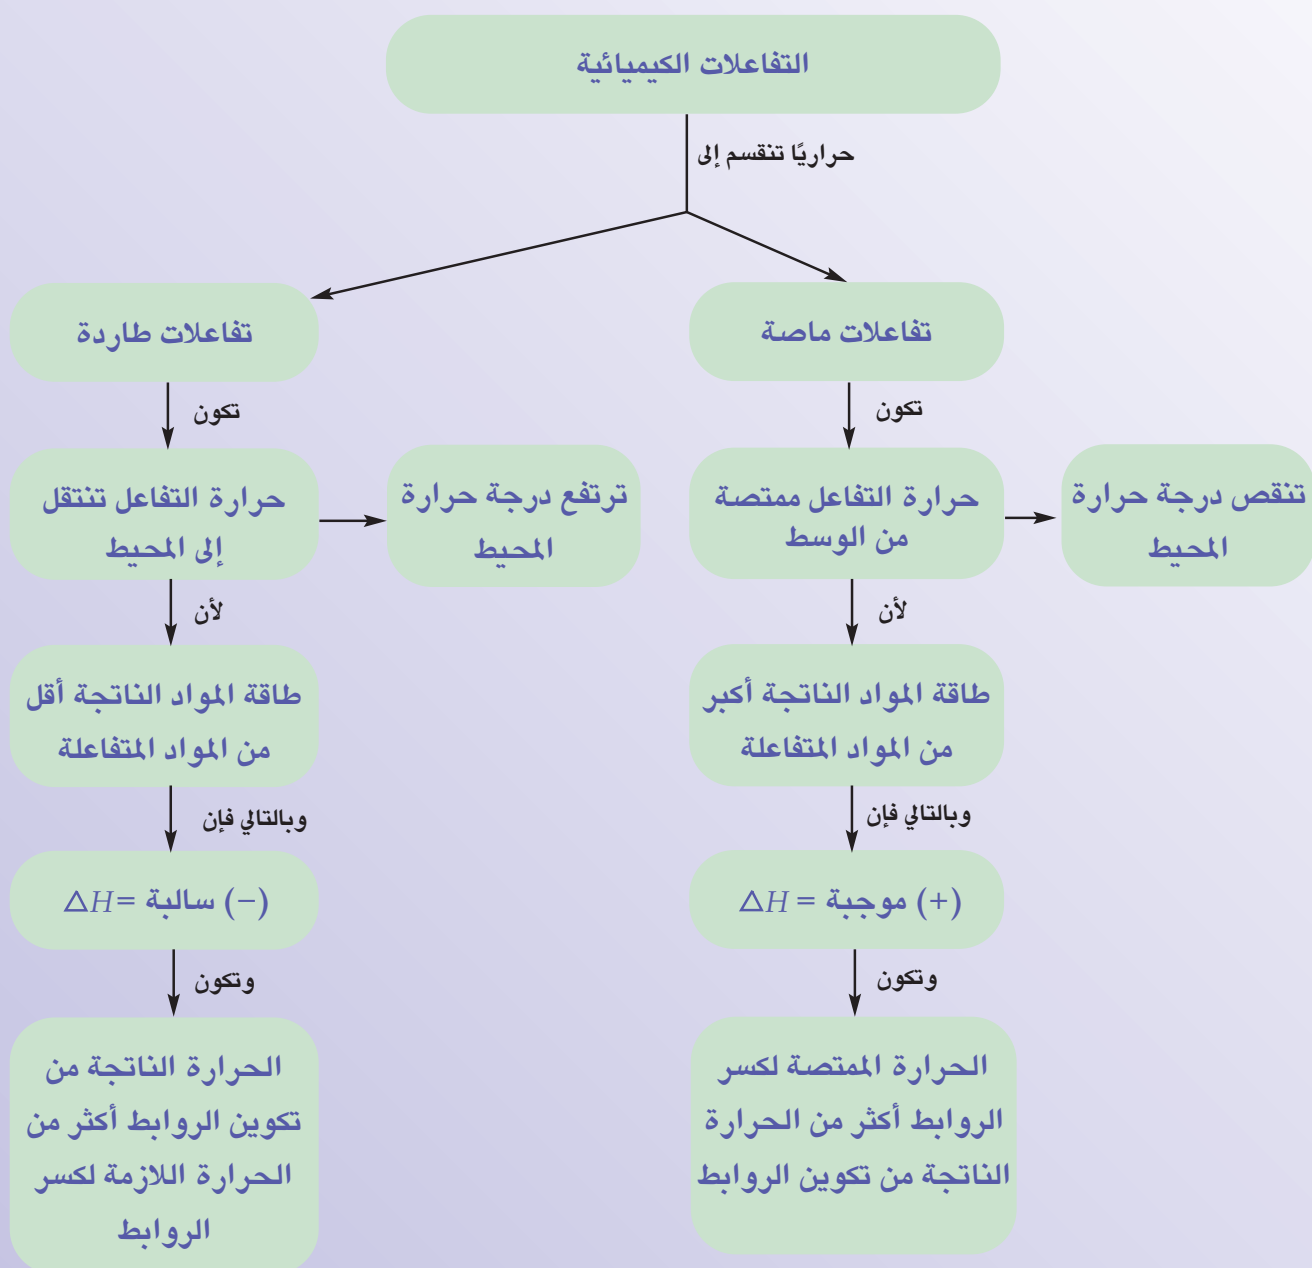 التفاعلات الكيميائية
حراريًا تنقسم إلى
تفاعلات ماصة
تكون
حرارة التفاعل ممتصة
من الوسط
تنقص درجة حرارة
المحيط
لأن
طاقة المواد الناتجة أكبر
من المواد المتفاعلة
وبالتالي فإن
△H = موجبة (+)
وتكون
الحرارة الممتصة لكسر
الروابط أكثر من الحرارة
الناتجة من تكوين الروابط
تفاعلات طاردة
تكون
حرارة التفاعل تنتقل
إلى المحيط
ترتفع درجة حرارة
المحيط
لأن
طاقة المواد الناتجة أقل
من المواد المتفاعلة
وبالتالي فإن
△H= سالبة (−)
وتكون
الحرارة الناتجة من
تكوين الروابط أكثر من
الحرارة اللازمة لكسر
الروابط